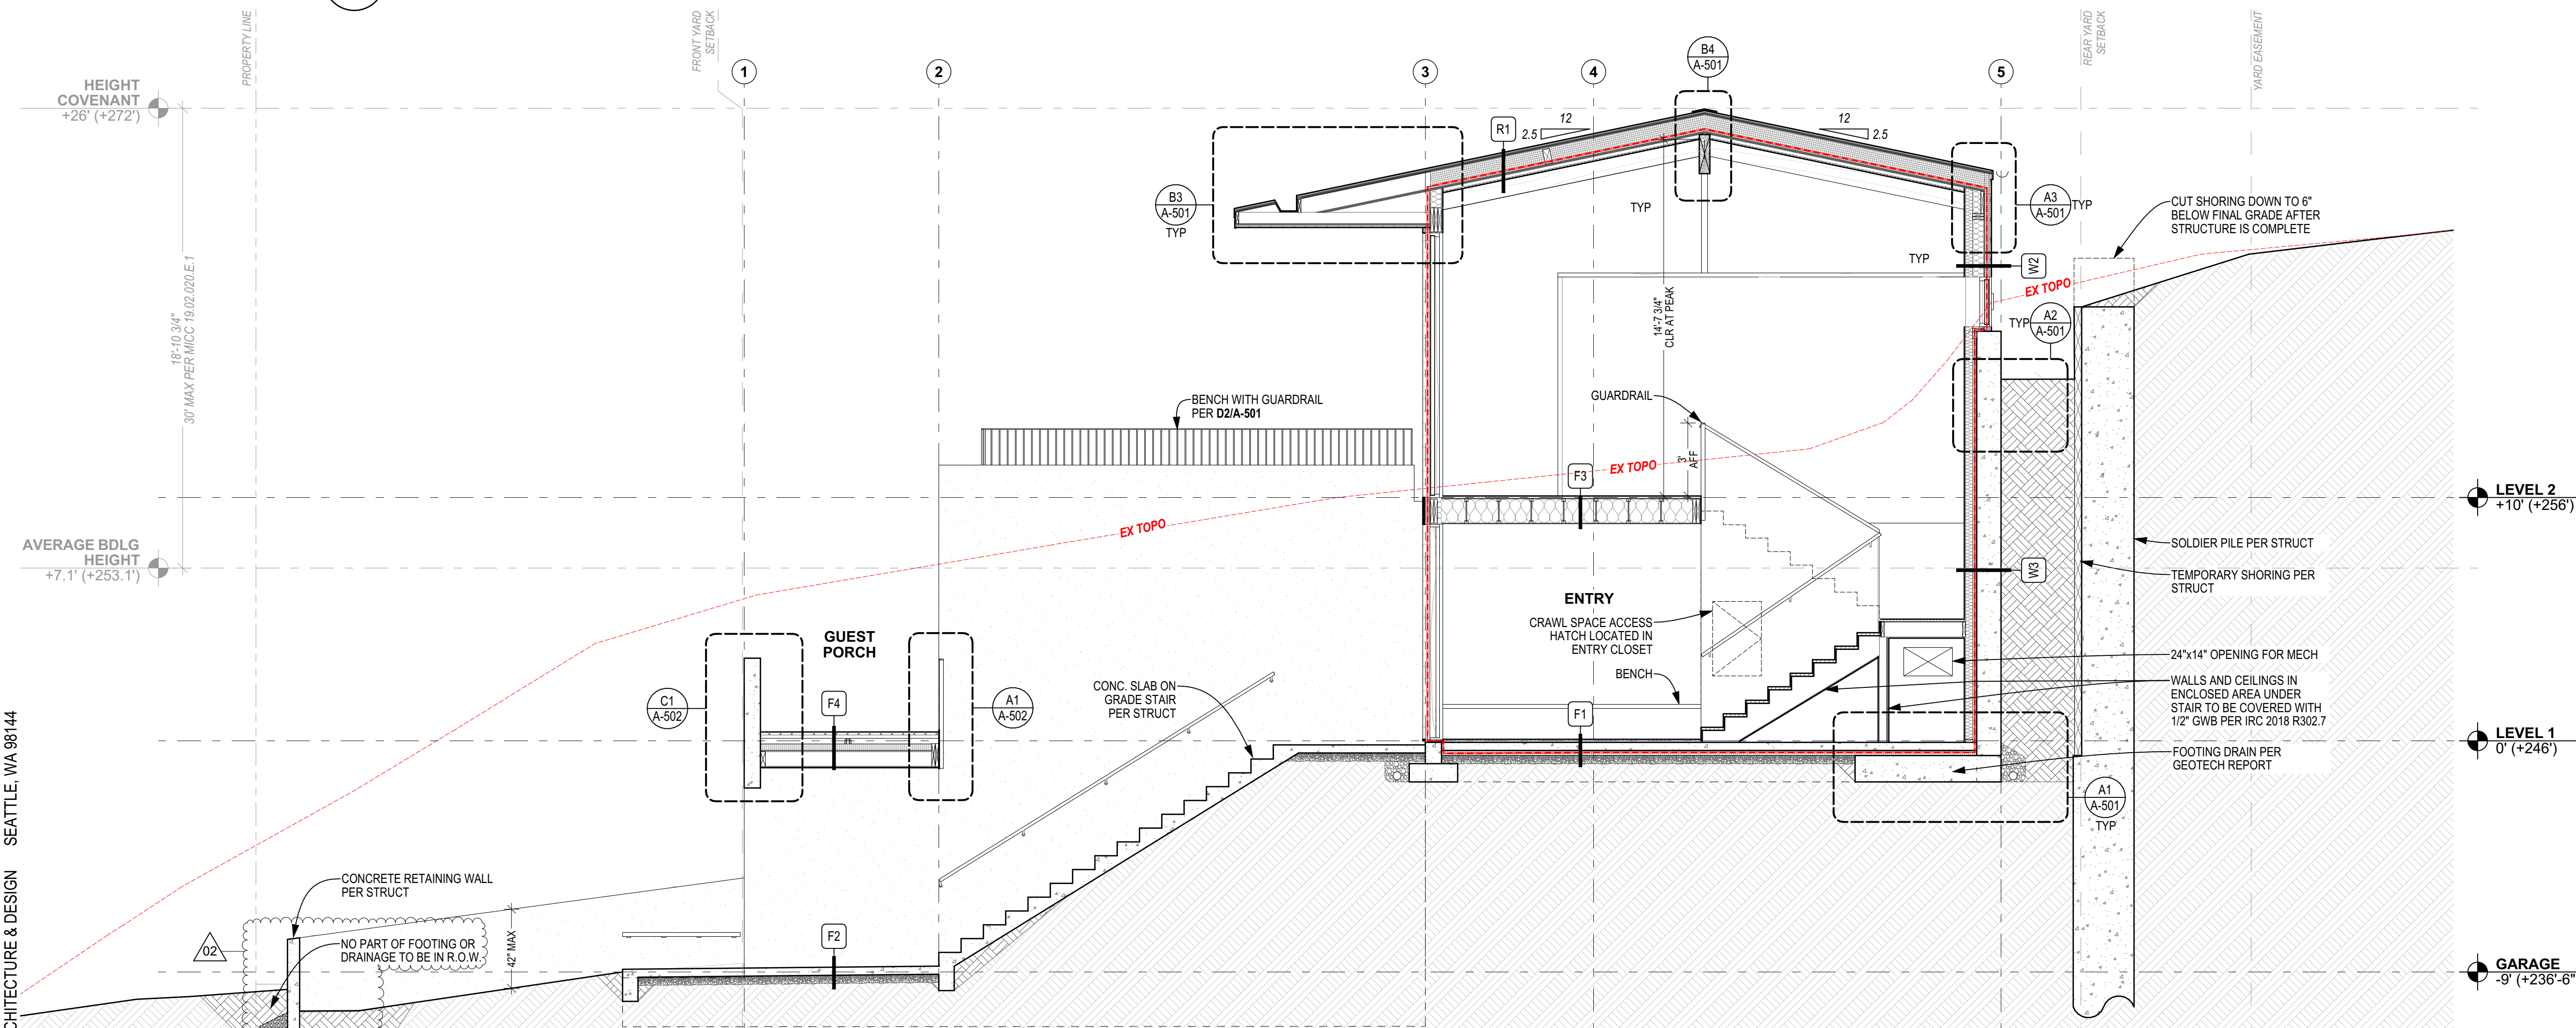 PROPERTY LINE
FRONT YARD
SETBACK
REAR YARD
SETBACK
YARD EASEMENT
1
2
3
4
5
B4
A-501
HEIGHT
COVENANT
+26' (+272')
18'-10 3/4"
30' MAX PER MICC 19.02.020.E.1
AVERAGE BDLG
HEIGHT
+7.1' (+253.1')
R1
12
2.5
12
2.5
B3
A-501
TYP
A3
A-501
TYP
TYP
TYP
W2
CUT SHORING DOWN TO 6"
BELOW FINAL GRADE AFTER
STRUCTURE IS COMPLETE
EX TOPO
TYP
A2
A-501
14'-7 3/4"
CLR AT PEAK
BENCH WITH GUARDRAIL
PER D2/A-501
GUARDRAIL
3'
AFF
EX TOPO
F3
EX TOPO
LEVEL 2
+10' (+256')
SOLDIER PILE PER STRUCT
TEMPORARY SHORING PER
STRUCT
W3
ENTRY
CRAWL SPACE ACCESS
HATCH LOCATED IN
ENTRY CLOSET
BENCH
GUEST
PORCH
C1
A-502
F4
A1
A-502
CONC. SLAB ON
GRADE STAIR
PER STRUCT
F1
24"x14" OPENING FOR MECH
WALLS AND CEILINGS IN
ENCLOSED AREA UNDER
STAIR TO BE COVERED WITH
1/2" GWB PER IRC 2018 R302.7
FOOTING DRAIN PER
GEOTECH REPORT
LEVEL 1
0' (+246')
A1
A-501
TYP
CONCRETE RETAINING WALL
PER STRUCT
02
NO PART OF FOOTING OR
DRAINAGE TO BE IN R.O.W.
42" MAX
F2
GARAGE
-9' (+236'-6"
CHITECTURE & DESIGN SEATTLE, WA 98144